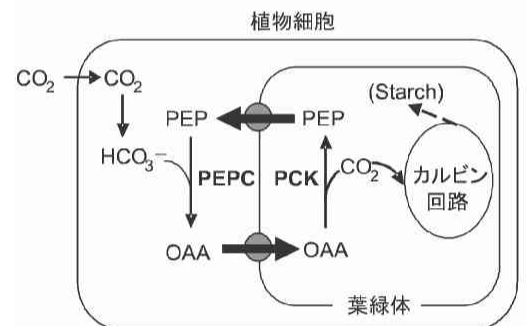 植物細胞
CO₂
CO₂
(Starch)
PEP
PEP
HCO₃⁻
PEPC
PCK
CO₂
カルビン
回路
OAA
OAA
葉緑体